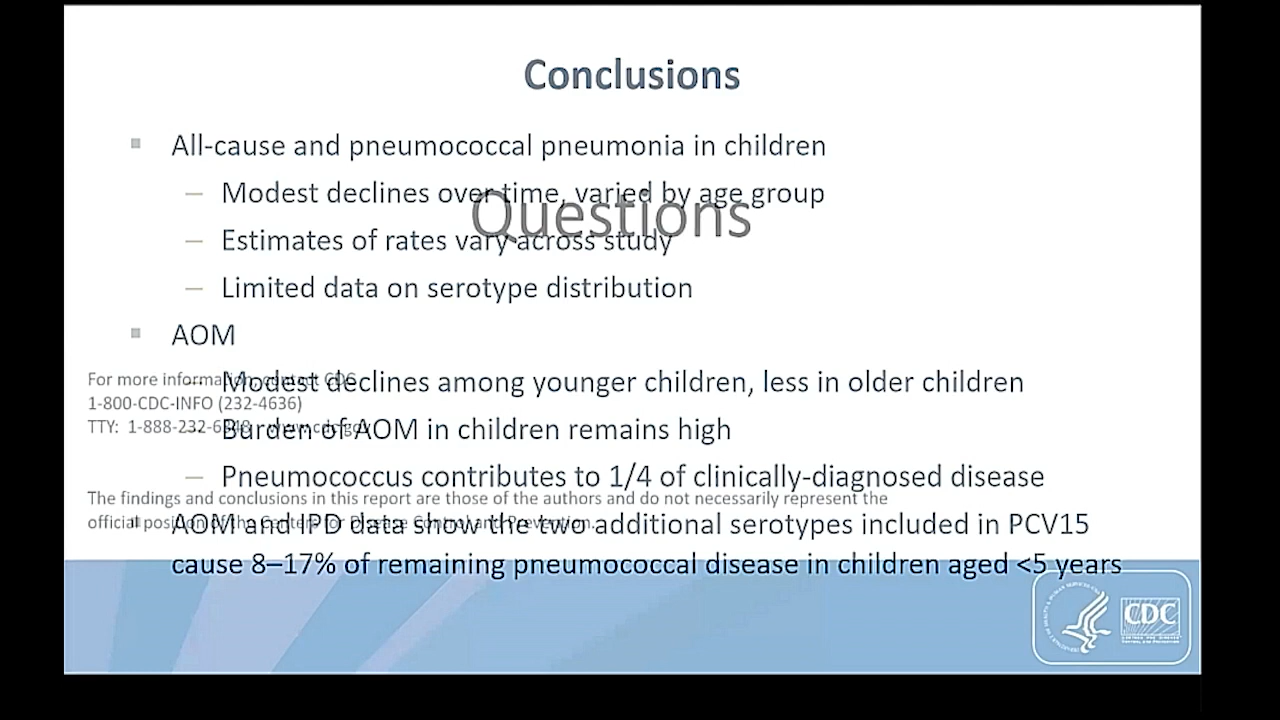 Conclusions
All-cause and pneumococcal pneumonia in children
– Modest declines over time, varied by age group
Questions
– Estimates of rates vary across study
– Limited data on serotype distribution
AOM
For more information, contact CDC
– Modest declines among younger children, less in older children
1-800-CDC-INFO (232-4636)
TTY: 1-888-232-6348 www.cdc.gov
– Burden of AOM in children remains high
– Pneumococcus contributes to 1/4 of clinically-diagnosed disease
The findings and conclusions in this report are those of the authors and do not necessarily represent the
official position of the Centers for Disease Control and Prevention.
AOM and IPD data show the two additional serotypes included in PCV15
cause 8–17% of remaining pneumococcal disease in children aged <5 years
CDC